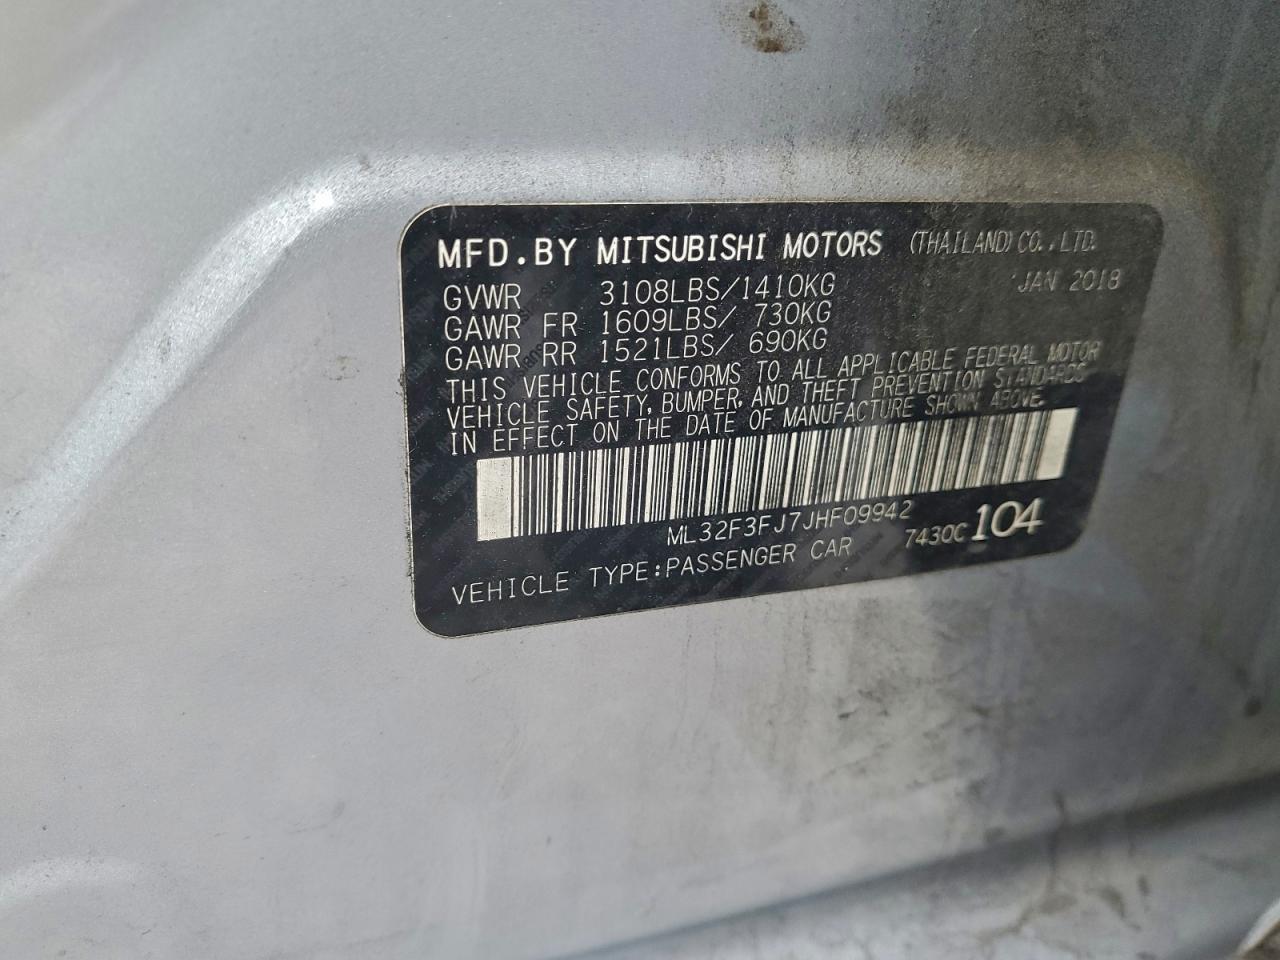 MFD.BY MITSUBISHI MOTORS (THAILAND)CO.,LTD.
GVWR 3108LBS/1410KG JAN 2018
GAWR FR 1609LBS/ 730KG
GAWR RR 1521LBS/ 690KG
THIS VEHICLE CONFORMS TO ALL APPLICABLE FEDERAL MOTOR
VEHICLE SAFETY, BUMPER, AND THEFT PREVENTION STANDARDS
IN EFFECT ON THE DATE OF MANUFACTURE SHOWN ABOVE.
ML32F3FJ7JHF09942
VEHICLE TYPE:PASSENGER CAR 7430C 104